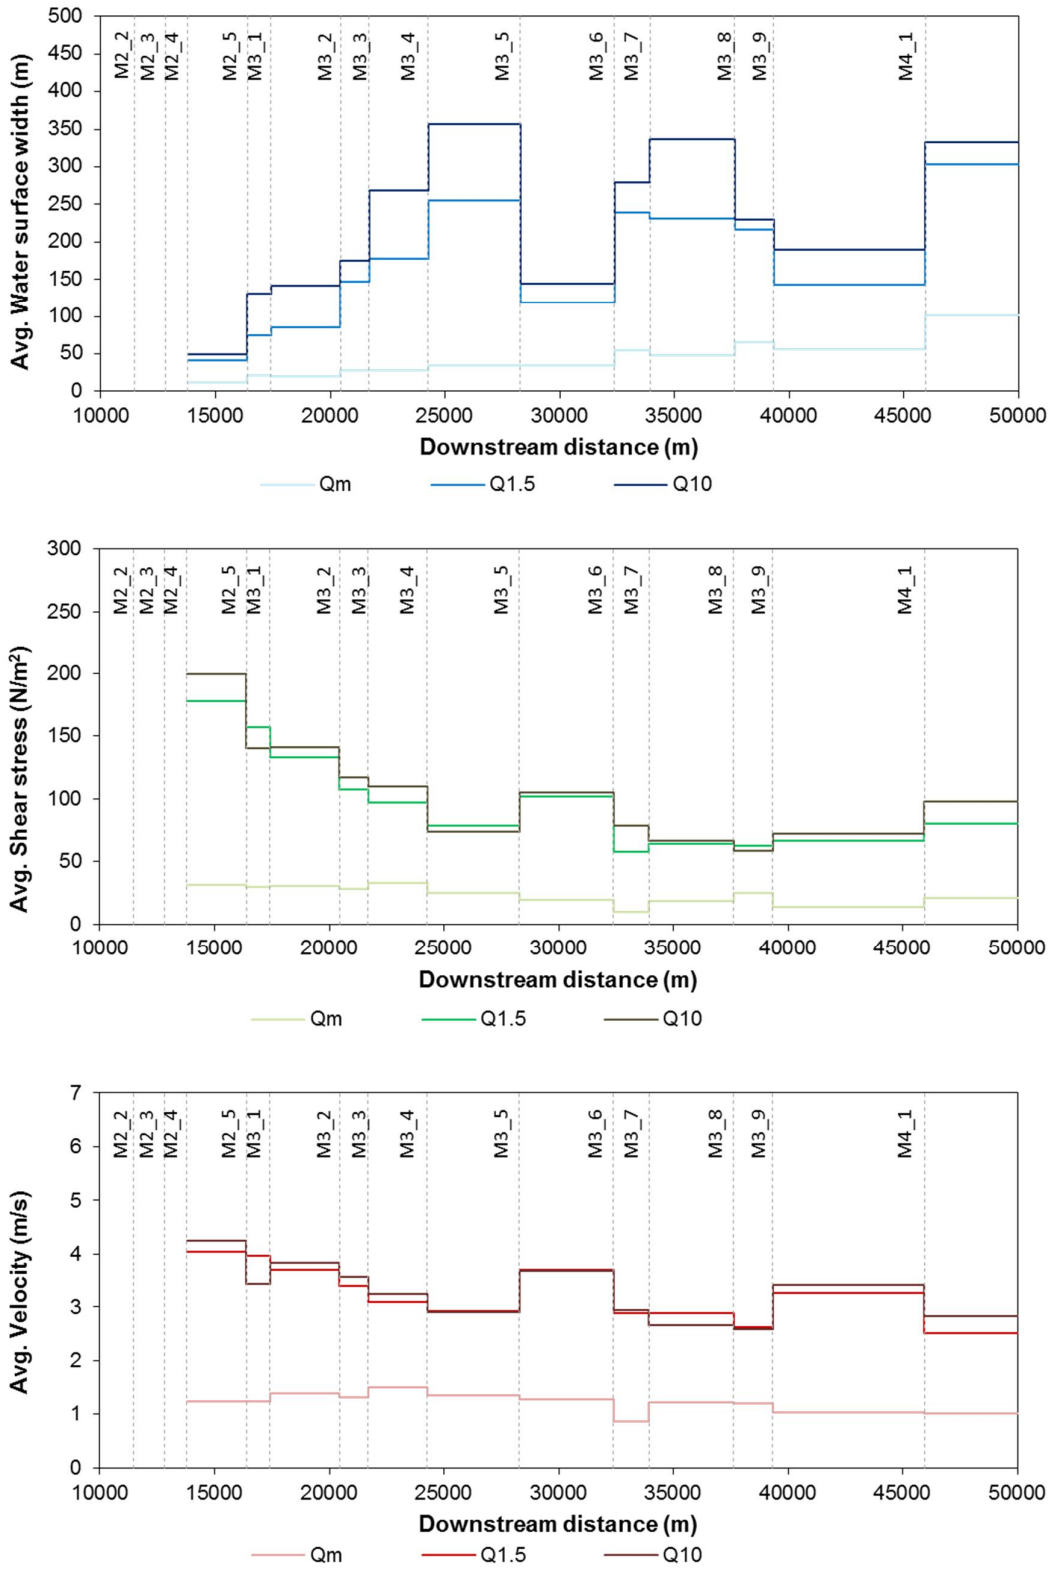 Avg. Water surface width (m)
500
450
400
350
300
250
200
150
100
50
0
M2_2
M2_3
M2_4
M2_5
M3_1
M3_2
M3_3
M3_4
M3_5
M3_6
M3_7
M3_8
M3_9
M4_1
10000 15000 20000 25000 30000 35000 40000 45000 50000
Downstream distance (m)
Qm Q1.5 Q10
Avg. Shear stress (N/m²)
300
250
200
150
100
50
0
M2_2
M2_3
M2_4
M2_5
M3_1
M3_2
M3_3
M3_4
M3_5
M3_6
M3_7
M3_8
M3_9
M4_1
10000 15000 20000 25000 30000 35000 40000 45000 50000
Downstream distance (m)
Qm Q1.5 Q10
Avg. Velocity (m/s)
7
6
5
4
3
2
1
0
M2_2
M2_3
M2_4
M2_5
M3_1
M3_2
M3_3
M3_4
M3_5
M3_6
M3_7
M3_8
M3_9
M4_1
10000 15000 20000 25000 30000 35000 40000 45000 50000
Downstream distance (m)
Qm Q1.5 Q10